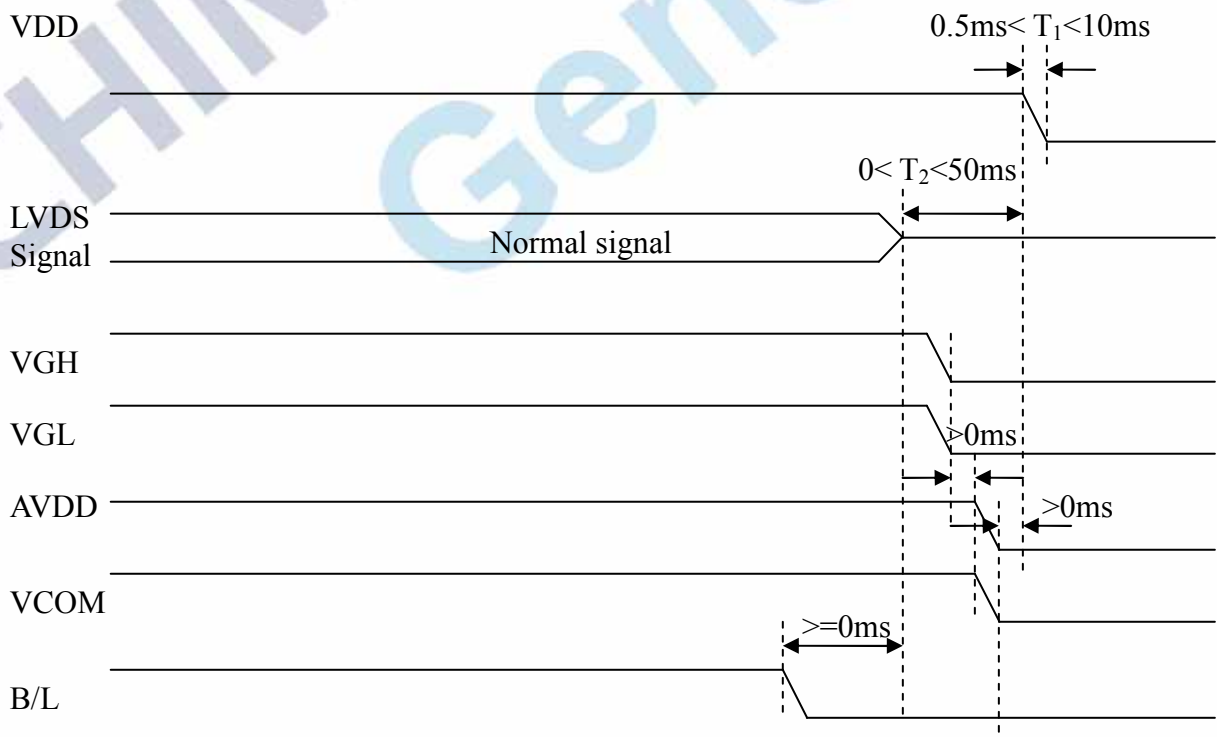 VDD
0.5ms< T₁<10ms
0< T₂<50ms
LVDS
Signal
Normal signal
VGH
VGL
>0ms
AVDD
>0ms
VCOM
>=0ms
B/L